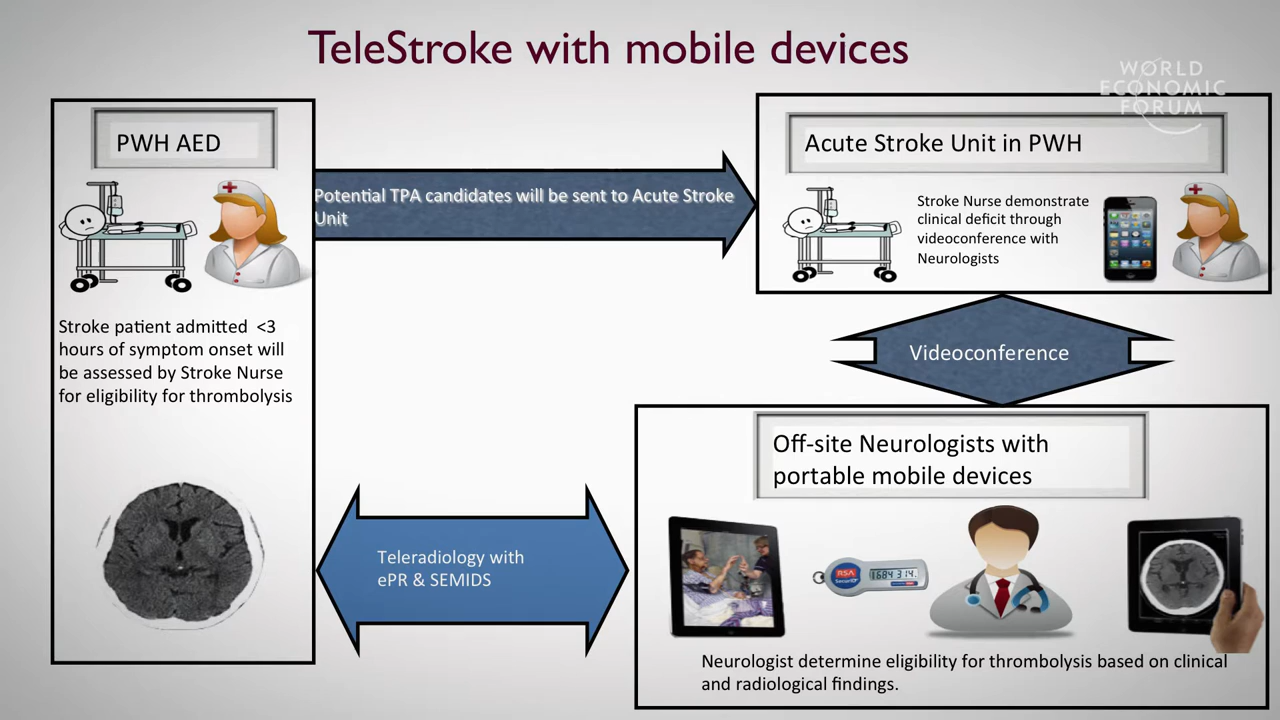 TeleStroke with mobile devices
WORLD
ECONOMIC
FORUM
PWH AED
Potential TPA candidates will be sent to Acute Stroke
Unit
Acute Stroke Unit in PWH
Stroke Nurse demonstrate
clinical deficit through
videoconference with
Neurologists
Stroke patient admitted <3
hours of symptom onset will
be assessed by Stroke Nurse
for eligibility for thrombolysis
Videoconference
Off-site Neurologists with
portable mobile devices
Teleradiology with
ePR & SEMIDS
RSA
SecurID
1684 314
Neurologist determine eligibility for thrombolysis based on clinical
and radiological findings.